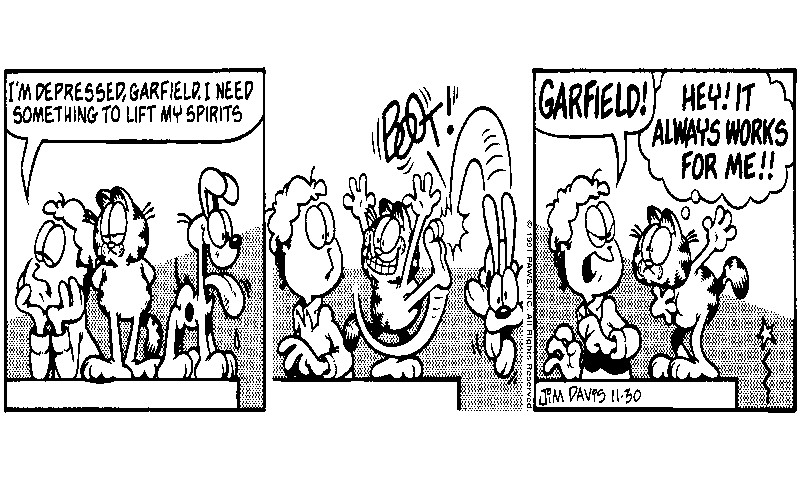 I'M DEPRESSED, GARFIELD. I NEED
SOMETHING TO LIFT MY SPIRITS
BOOT!
© 1991 PAWS, INC. All Rights Reserved
GARFIELD!
HEY! IT
ALWAYS WORKS
FOR ME!!
JIM DAVIS 11-30